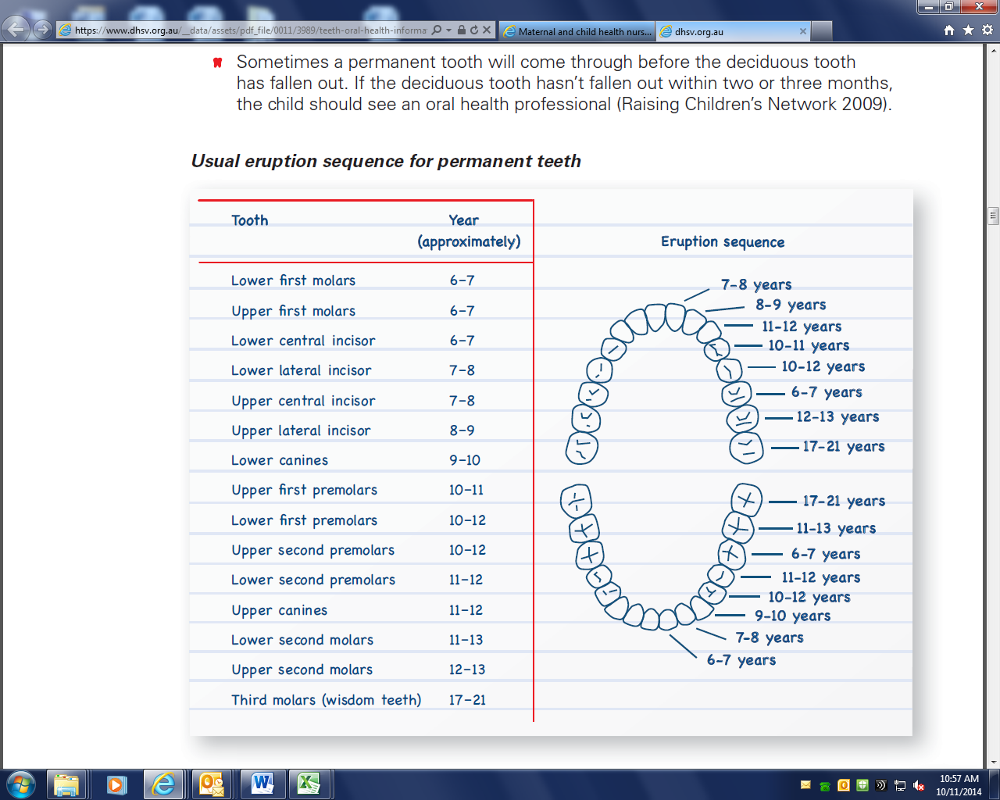 https://www.dhsv.org.au/__data/assets/pdf_file/0011/3989/teeth-oral-health-informa
Maternal and child health nurs...
dhsv.org.au
Sometimes a permanent tooth will come through before the deciduous tooth
has fallen out. If the deciduous tooth hasn't fallen out within two or three months,
the child should see an oral health professional (Raising Children's Network 2009).
Usual eruption sequence for permanent teeth
Tooth Year
(approximately)
Lower first molars 6–7
Upper first molars 6–7
Lower central incisor 6–7
Lower lateral incisor 7–8
Upper central incisor 7–8
Upper lateral incisor 8–9
Lower canines 9–10
Upper first premolars 10–11
Lower first premolars 10–12
Upper second premolars 10–12
Lower second premolars 11–12
Upper canines 11–12
Lower second molars 11–13
Upper second molars 12–13
Third molars (wisdom teeth) 17–21
Eruption sequence
7–8 years
8–9 years
11–12 years
10–11 years
10–12 years
6–7 years
12–13 years
17–21 years
17–21 years
11–13 years
6–7 years
11–12 years
10–12 years
9–10 years
7–8 years
6–7 years
10:57 AM
10/11/2014